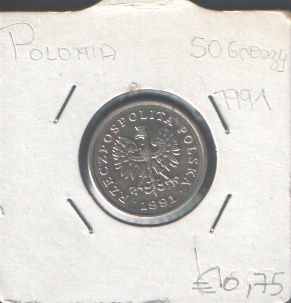 POLONIA
50 Groszy
1991
RZECZPOSPOLITA POLSKA
1991
€ 0,75